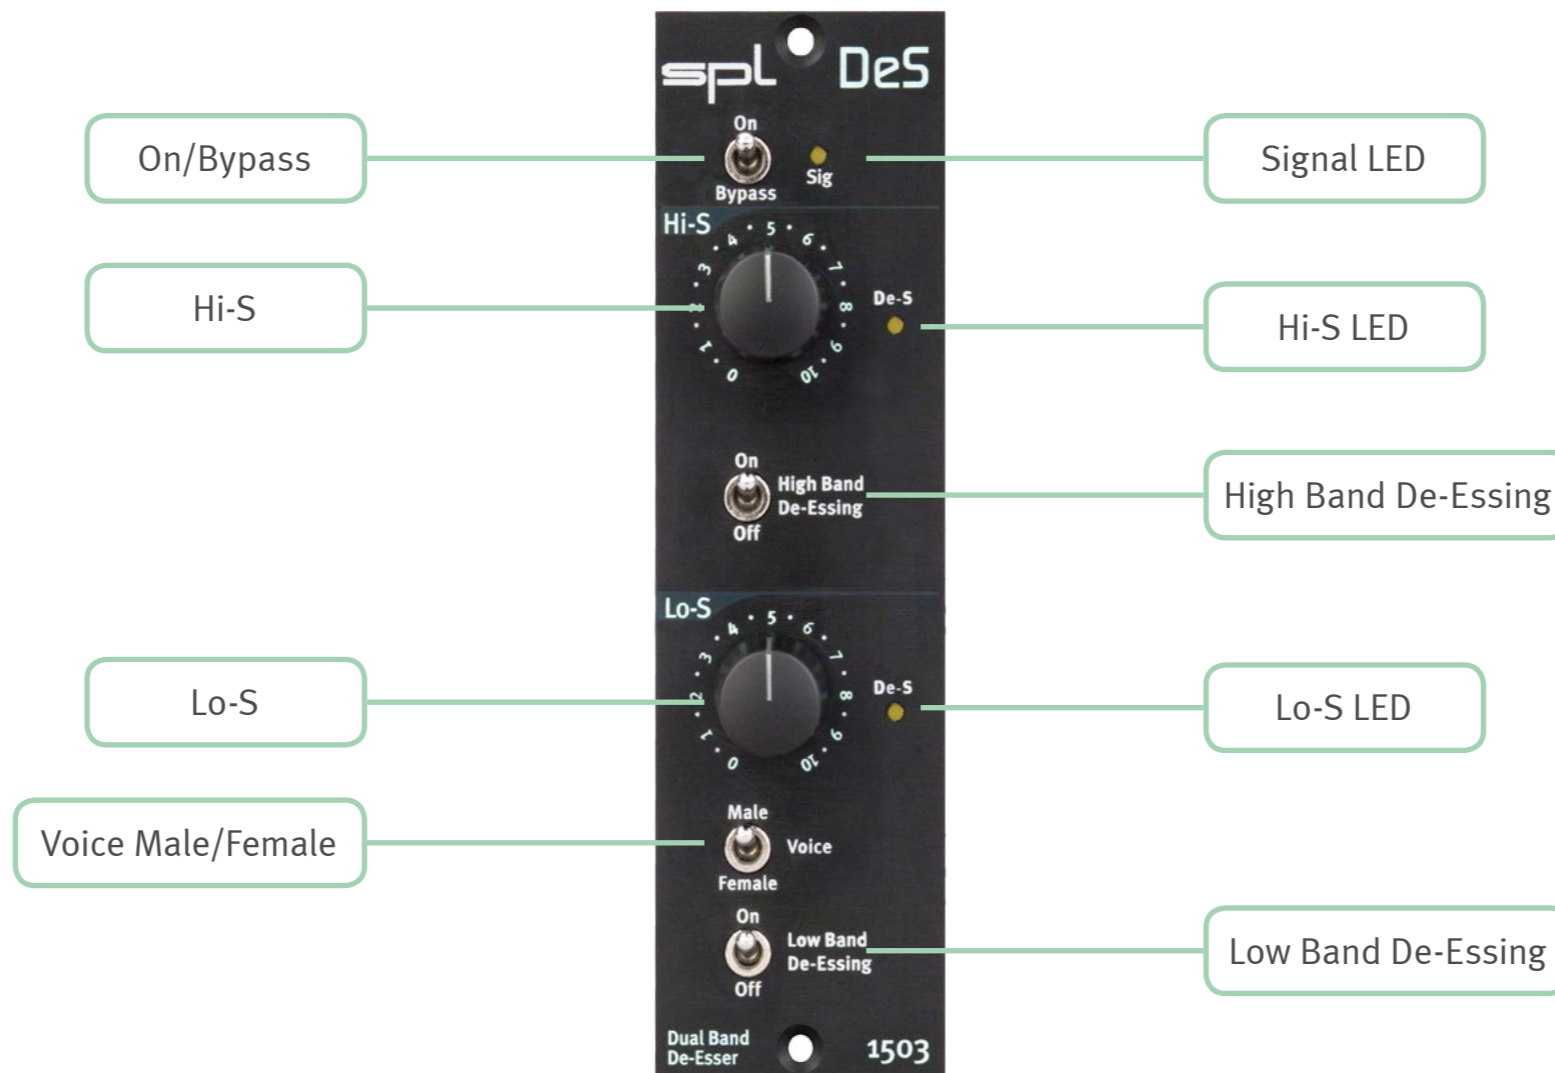 spl DeS
On
On/Bypass
Signal LED
Sig
Bypass
Hi-S
0 1 2 3 4 5 6 7 8 9 10
De-S
Hi-S
Hi-S LED
On
High Band
De-Essing
High Band De-Essing
Off
Lo-S
0 1 2 3 4 5 6 7 8 9 10
De-S
Lo-S
Lo-S LED
Male
Voice Male/Female
Voice
Female
On
Low Band
De-Essing
Low Band De-Essing
Off
Dual Band
De-Esser
1503